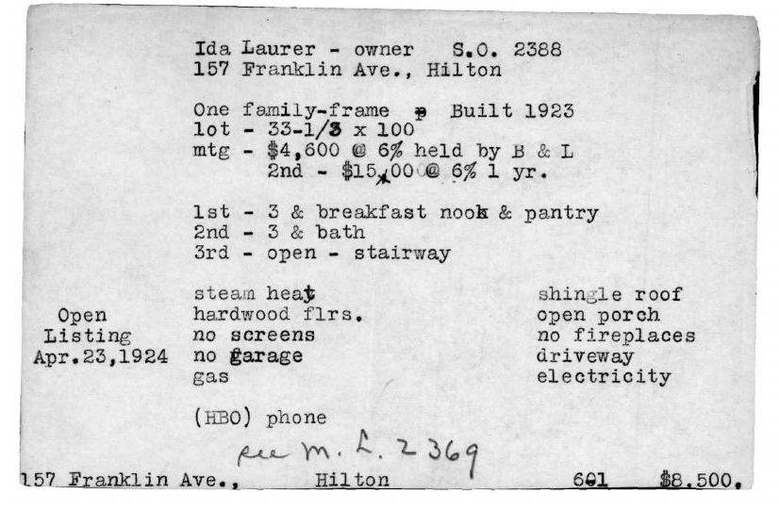 Ida Laurer - owner S.O. 2388
157 Franklin Ave., Hilton
One family-frame Built 1923
lot - 33-1/3 x 100
mtg - $4,600 @ 6% held by B & L
2nd - $15,00 @ 6% 1 yr.
1st - 3 & breakfast nook & pantry
2nd - 3 & bath
3rd - open - stairway
steam heat shingle roof
Open hardwood flrs. open porch
Listing no screens no fireplaces
Apr.23,1924 no garage driveway
gas electricity
(HBO) phone
see M. L. 2369
157 Franklin Ave., Hilton 601 $8.500.